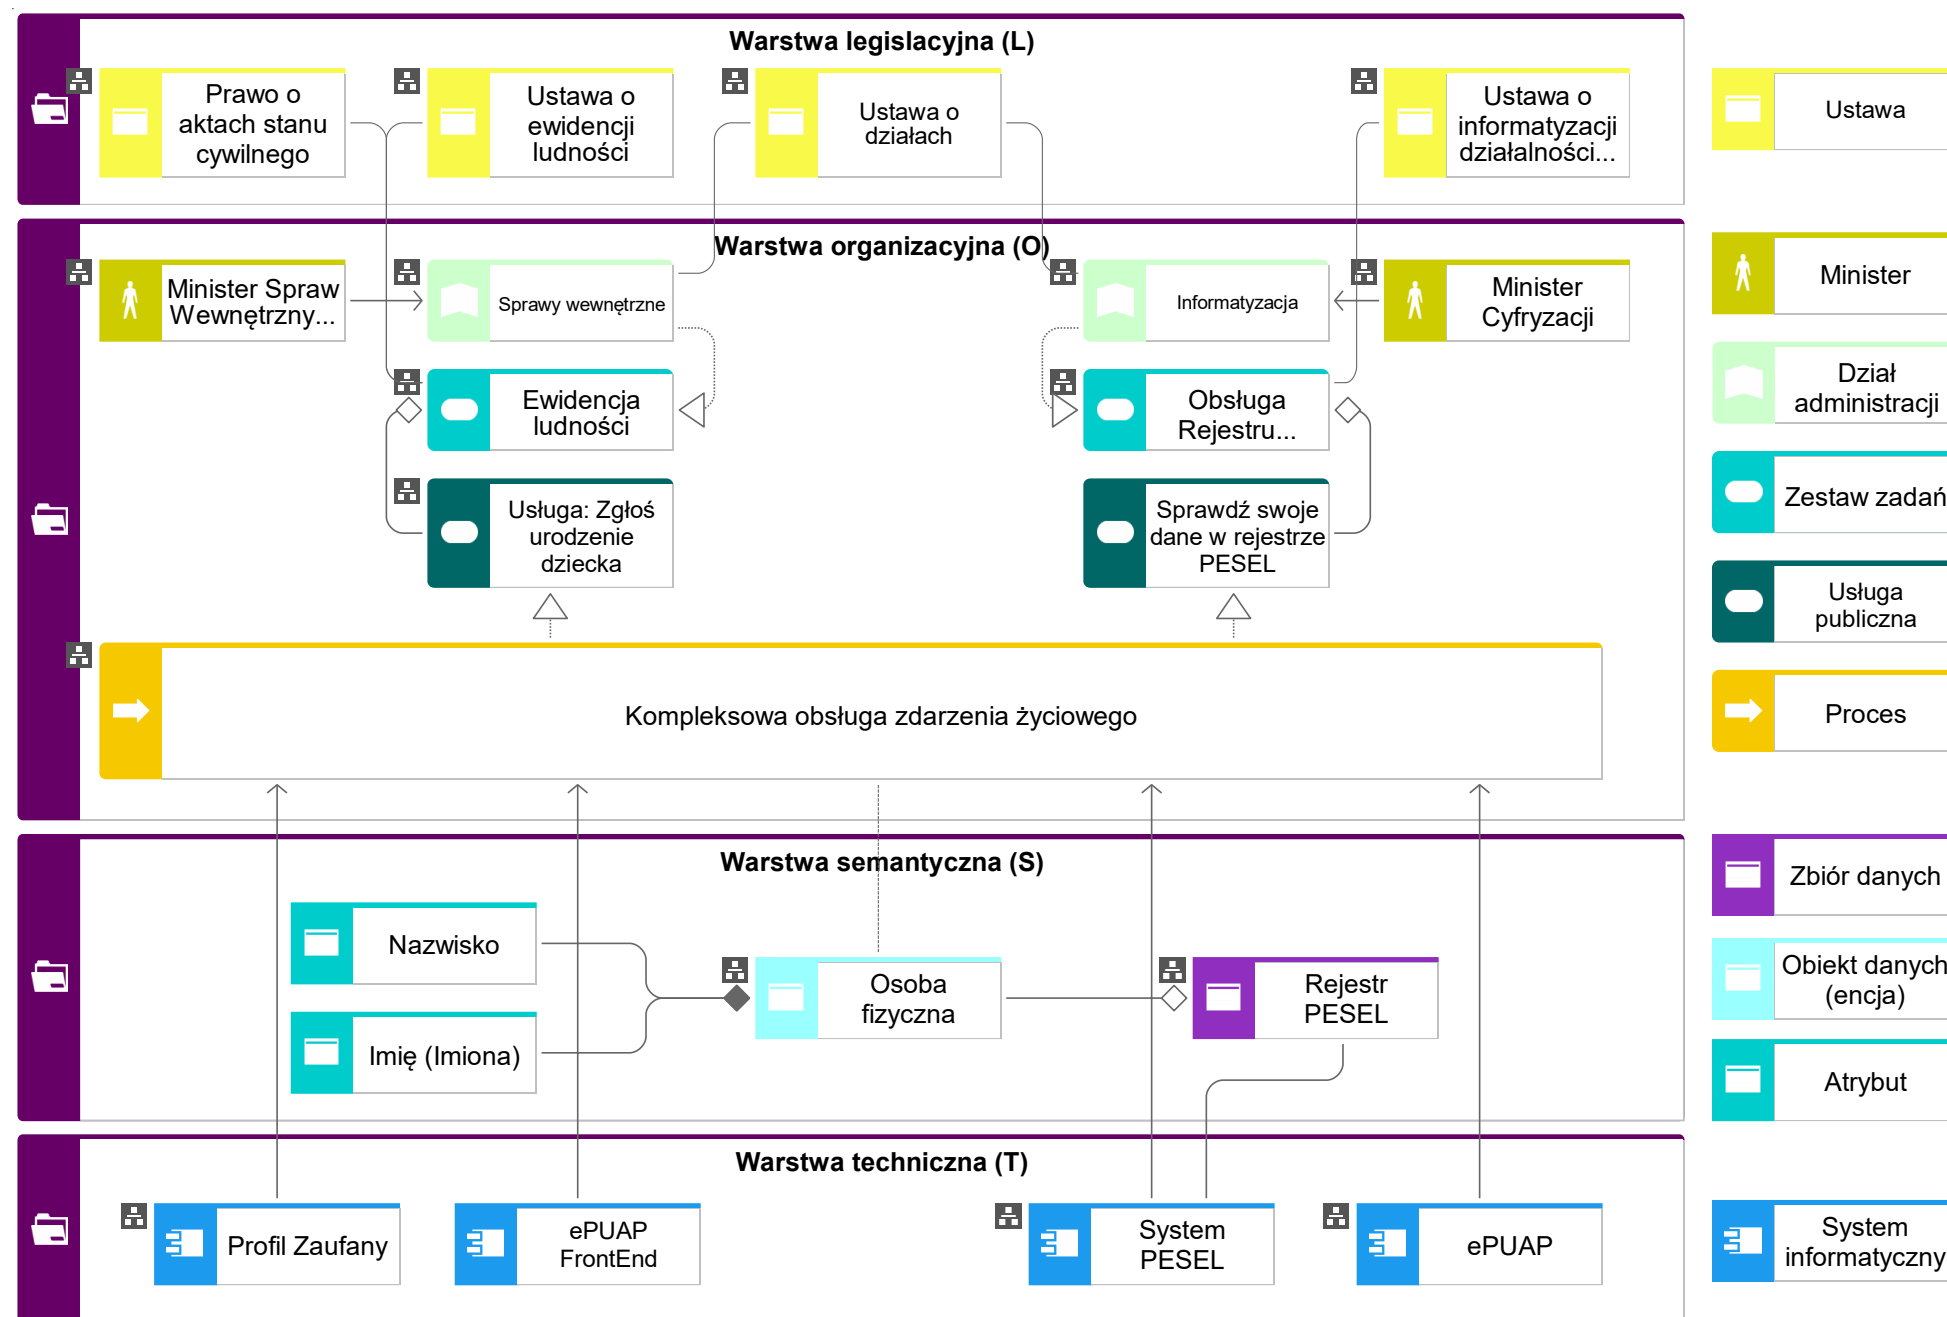 Warstwa legislacyjna (L)
Prawo o
aktach stanu
cywilnego
Ustawa o
ewidencji
ludności
Ustawa o
działach
Ustawa o
informatyzacji
działalności...
Ustawa
Warstwa organizacyjna (O)
Minister Spraw
Wewnętrzny...
Sprawy wewnętrzne
Informatyzacja
Minister
Cyfryzacji
Minister
Ewidencja
ludności
Obsługa
Rejestru...
Dział
administracji
Usługa: Zgłoś
urodzenie
dziecka
Sprawdź swoje
dane w rejestrze
PESEL
Zestaw zadań
Usługa
publiczna
Kompleksowa obsługa zdarzenia życiowego
Proces
Warstwa semantyczna (S)
Nazwisko
Imię (Imiona)
Osoba
fizyczna
Rejestr
PESEL
Zbiór danych
Obiekt danych
(encja)
Atrybut
Warstwa techniczna (T)
Profil Zaufany
ePUAP
FrontEnd
System
PESEL
ePUAP
System
informatyczny